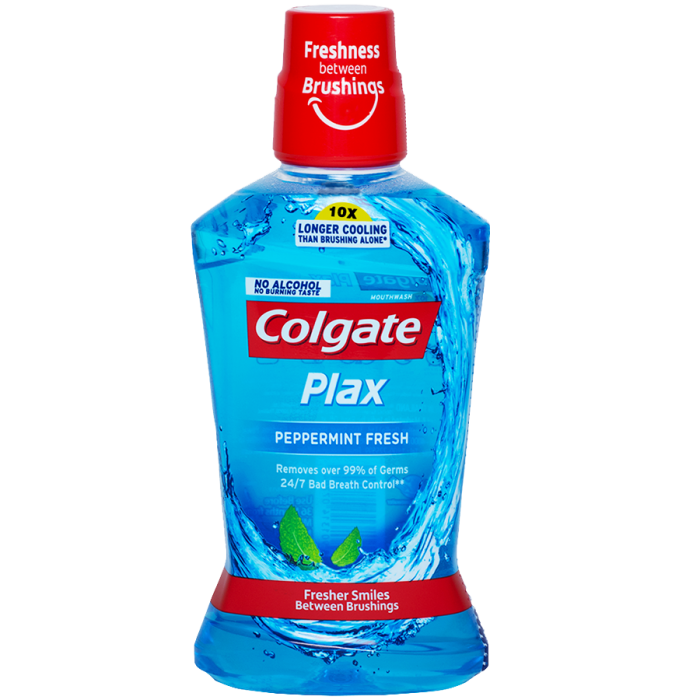 Freshness
between
Brushings
10X
LONGER COOLING
THAN BRUSHING ALONE*
NO ALCOHOL
NO BURNING TASTE
MOUTHWASH
Colgate
Plax
PEPPERMINT FRESH
Removes over 99% of Germs
24/7 Bad Breath Control**
Fresher Smiles
Between Brushings